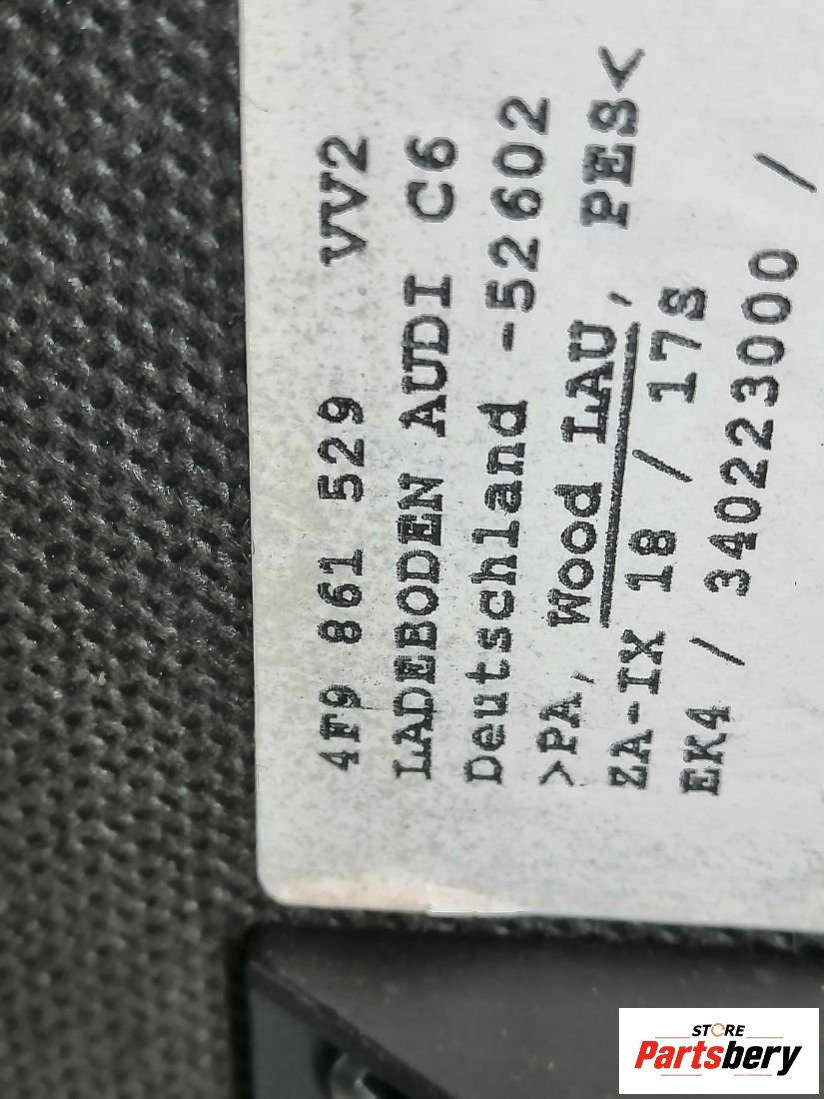 4F9 861 529 VV2
LADEBODEN AUDI C6
Deutschland -52602
>PA, Wood LAU, PES<
ZA-IX 18 / 17S
EK4 / 340223000 /
STORE
Partsbery